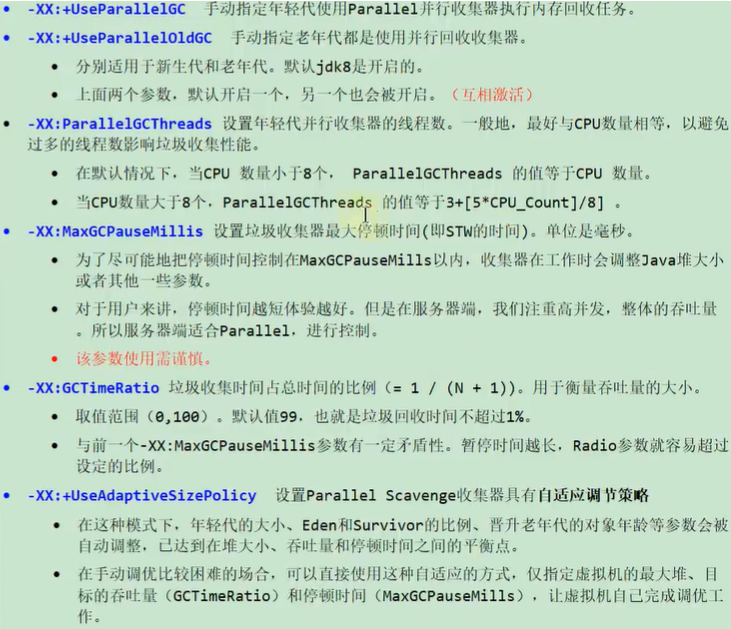 -XX:+UseParallelGC 手动指定年轻代使用Parallel并行收集器执行内存回收任务。
-XX:+UseParallelOldGC 手动指定老年代都是使用并行回收收集器。
分别适用于新生代和老年代。默认jdk8是开启的。
上面两个参数，默认开启一个，另一个也会被开启。（互相激活）
-XX:ParallelGCThreads 设置年轻代并行收集器的线程数。一般地，最好与CPU数量相等，以避免
过多的线程数影响垃圾收集性能。
在默认情况下，当CPU 数量小于8个， ParallelGCThreads 的值等于CPU 数量。
当CPU数量大于8个，ParallelGCThreads 的值等于3+[5*CPU_Count]/8] 。
-XX:MaxGCPauseMillis 设置垃圾收集器最大停顿时间(即STW的时间)。单位是毫秒。
为了尽可能地把停顿时间控制在MaxGCPauseMills以内，收集器在工作时会调整Java堆大小
或者其他一些参数。
对于用户来讲，停顿时间越短体验越好。但是在服务器端，我们注重高并发，整体的吞吐量
。所以服务器端适合Parallel，进行控制。
该参数使用需谨慎。
-XX:GCTimeRatio 垃圾收集时间占总时间的比例（= 1 / (N + 1)）。用于衡量吞吐量的大小。
取值范围（0,100）。默认值99，也就是垃圾回收时间不超过1%。
与前一个-XX:MaxGCPauseMillis参数有一定矛盾性。暂停时间越长，Radio参数就容易超过
设定的比例。
-XX:+UseAdaptiveSizePolicy 设置Parallel Scavenge收集器具有自适应调节策略
在这种模式下，年轻代的大小、Eden和Survivor的比例、晋升老年代的对象年龄等参数会被
自动调整，已达到在堆大小、吞吐量和停顿时间之间的平衡点。
在手动调优比较困难的场合，可以直接使用这种自适应的方式，仅指定虚拟机的最大堆、目
标的吞吐量（GCTimeRatio）和停顿时间（MaxGCPauseMills），让虚拟机自己完成调优工
作。